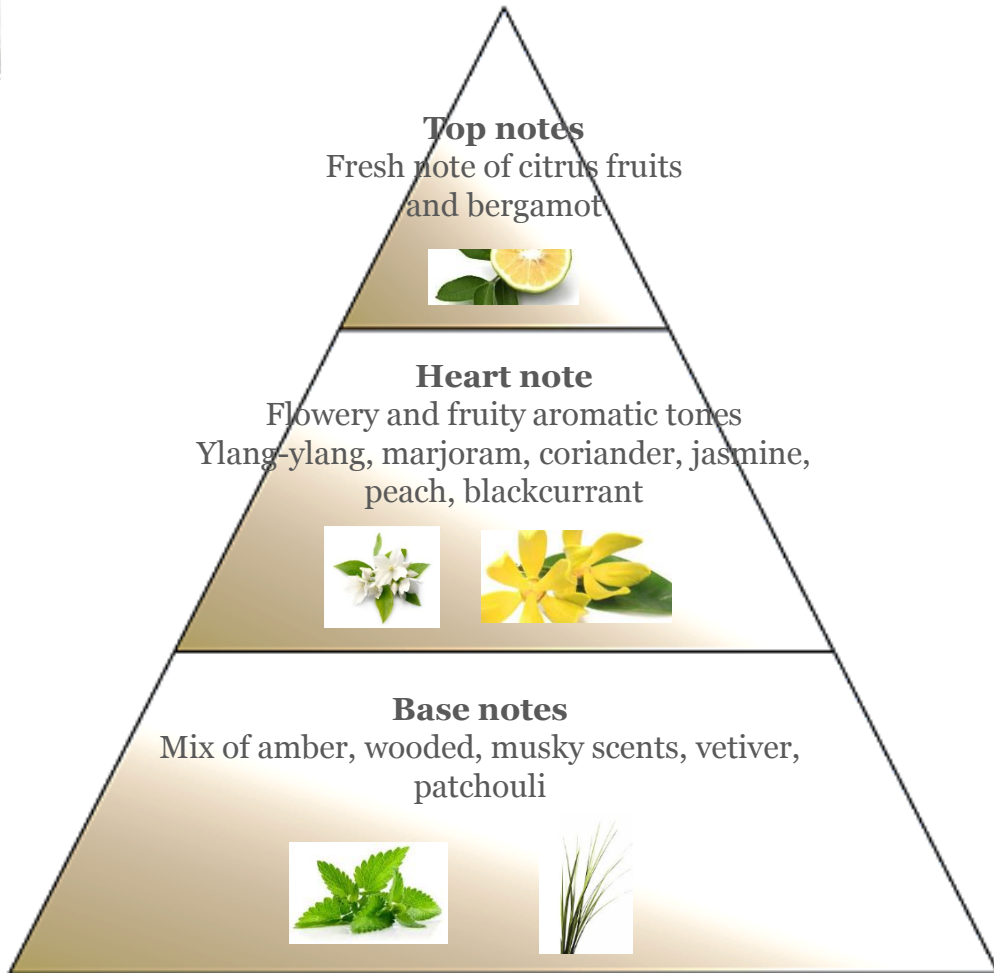 Top notes
Fresh note of citrus fruits
and bergamot
Heart note
Flowery and fruity aromatic tones
Ylang-ylang, marjoram, coriander, jasmine,
peach, blackcurrant
Base notes
Mix of amber, wooded, musky scents, vetiver,
patchouli